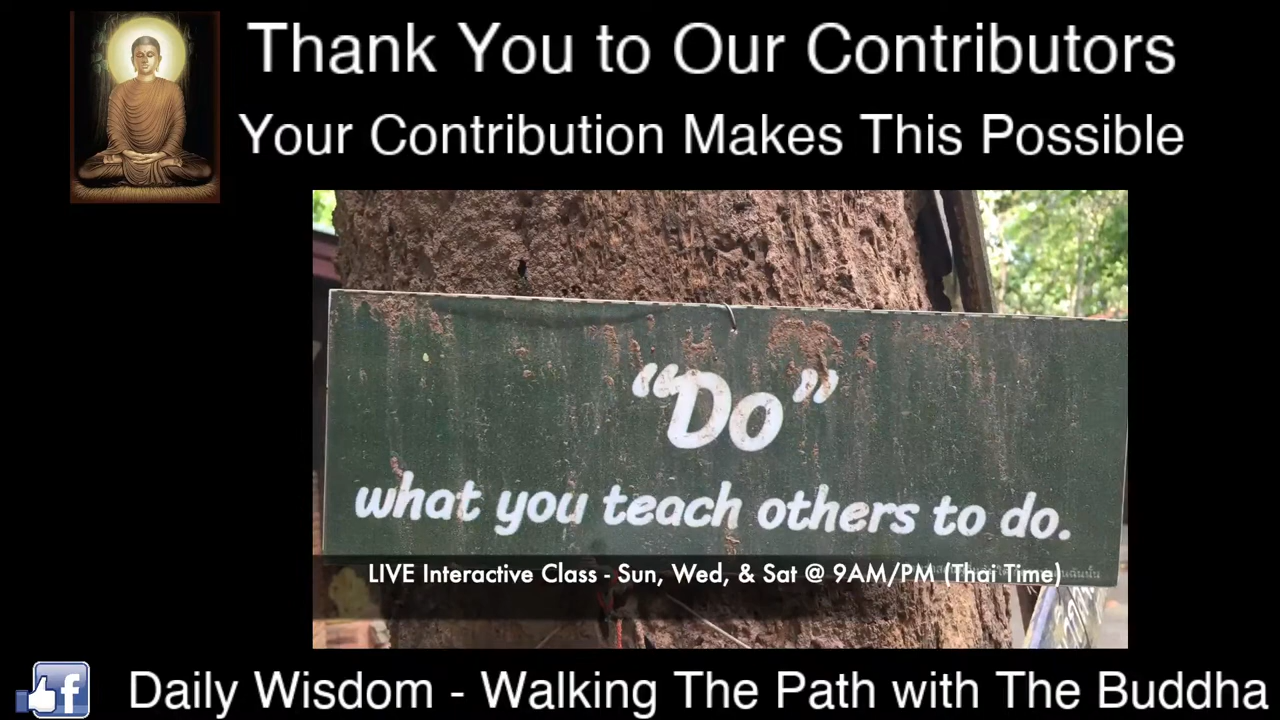 Thank You to Our Contributors
Your Contribution Makes This Possible
“Do”
what you teach others to do.
LIVE Interactive Class - Sun, Wed, & Sat @ 9AM/PM (Thai Time)
Daily Wisdom - Walking The Path with The Buddha